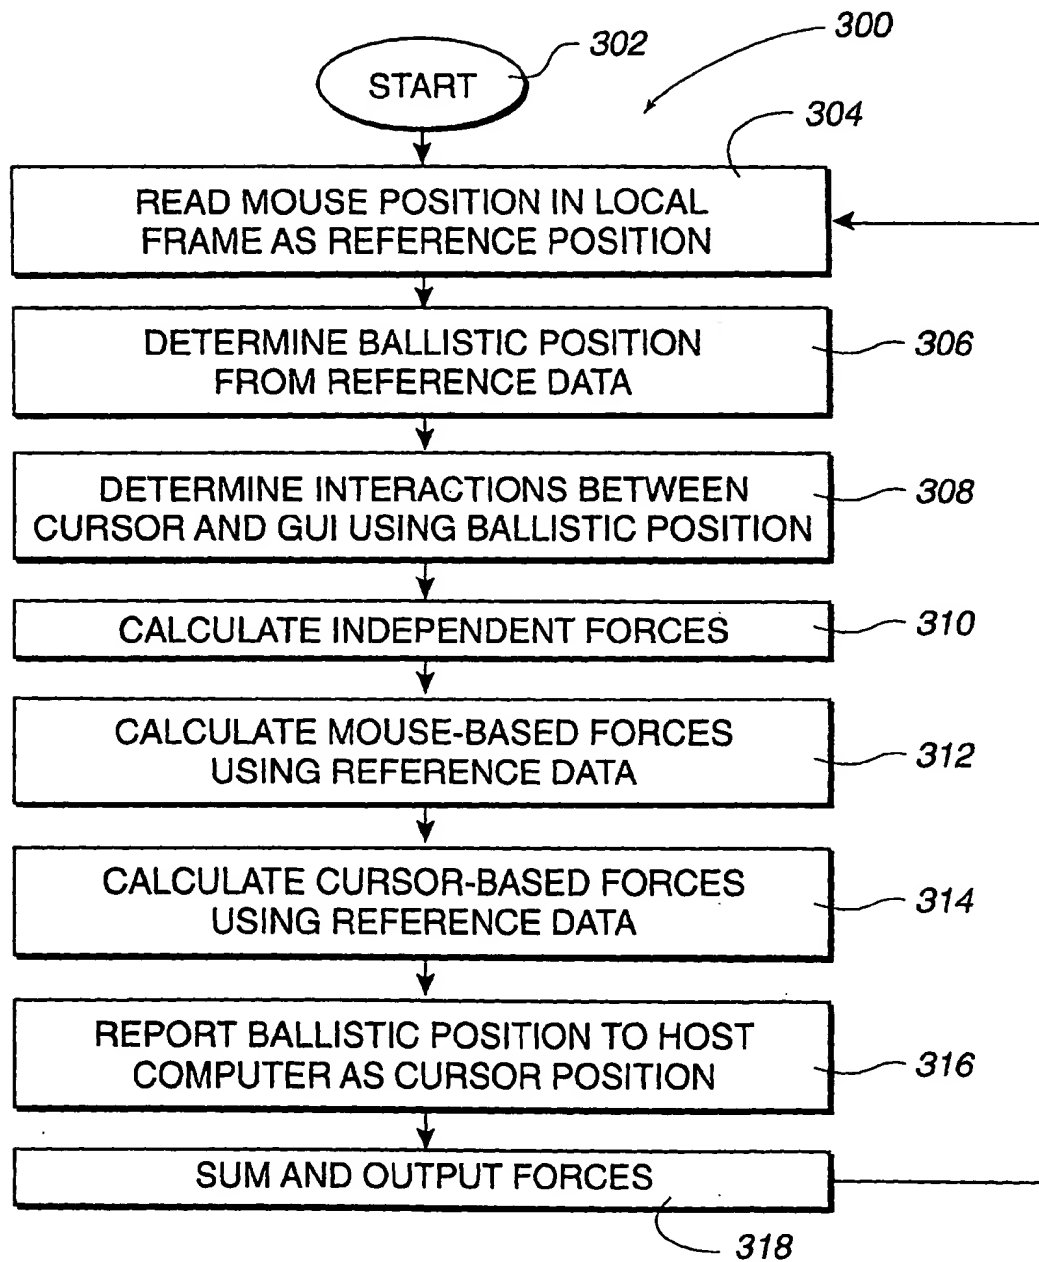 300
302
START
304
READ MOUSE POSITION IN LOCAL
FRAME AS REFERENCE POSITION
DETERMINE BALLISTIC POSITION
FROM REFERENCE DATA
306
DETERMINE INTERACTIONS BETWEEN
CURSOR AND GUI USING BALLISTIC POSITION
308
CALCULATE INDEPENDENT FORCES
310
CALCULATE MOUSE-BASED FORCES
USING REFERENCE DATA
312
CALCULATE CURSOR-BASED FORCES
USING REFERENCE DATA
314
REPORT BALLISTIC POSITION TO HOST
COMPUTER AS CURSOR POSITION
316
SUM AND OUTPUT FORCES
318